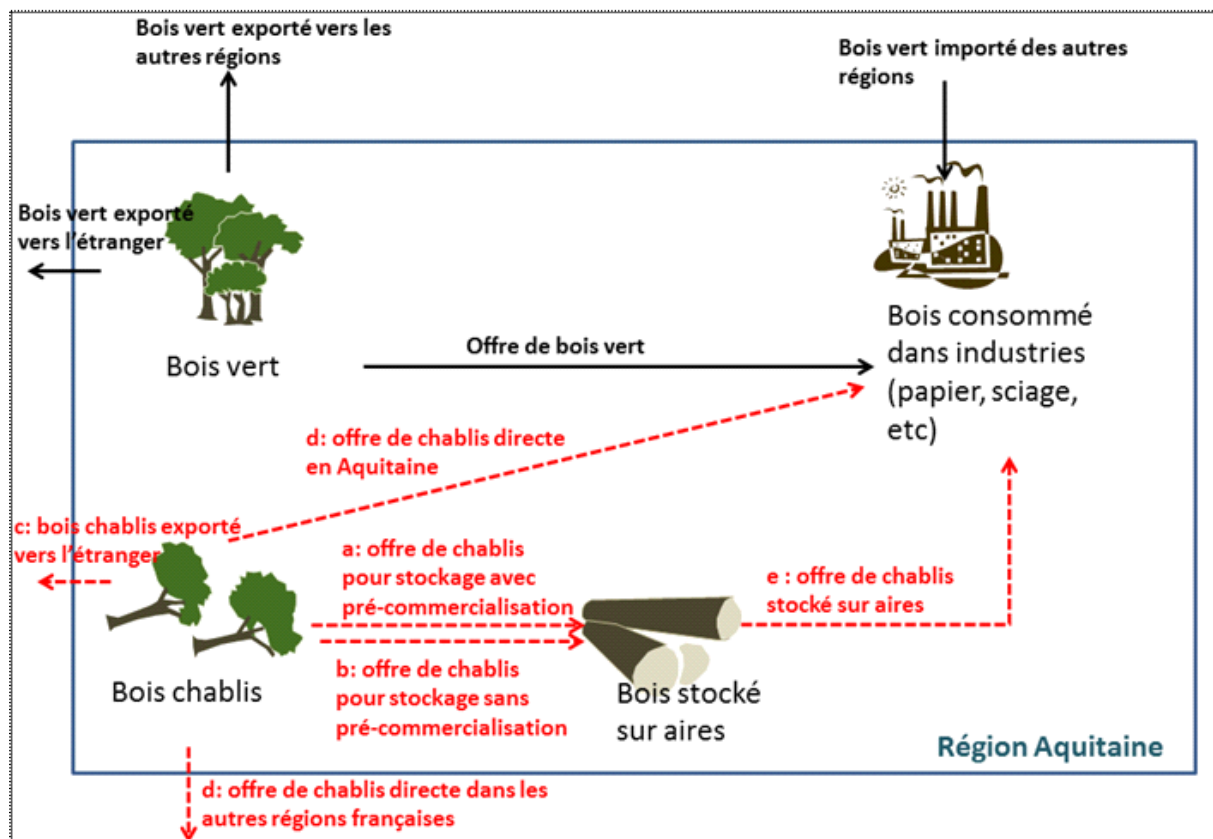 Bois vert exporté vers les
autres régions
Bois vert importé des autres
régions
Bois vert exporté
vers l'étranger
Bois vert
Offre de bois vert
Bois consommé
dans industries
(papier, sciage,
etc)
d: offre de chablis directe
en Aquitaine
c: bois chablis exporté
vers l'étranger
a: offre de chablis
pour stockage avec
pré-commercialisation
e : offre de chablis
stocké sur aires
b: offre de chablis
pour stockage sans
pré-commercialisation
Bois chablis
Bois stocké
sur aires
Région Aquitaine
d: offre de chablis directe dans les
autres régions françaises